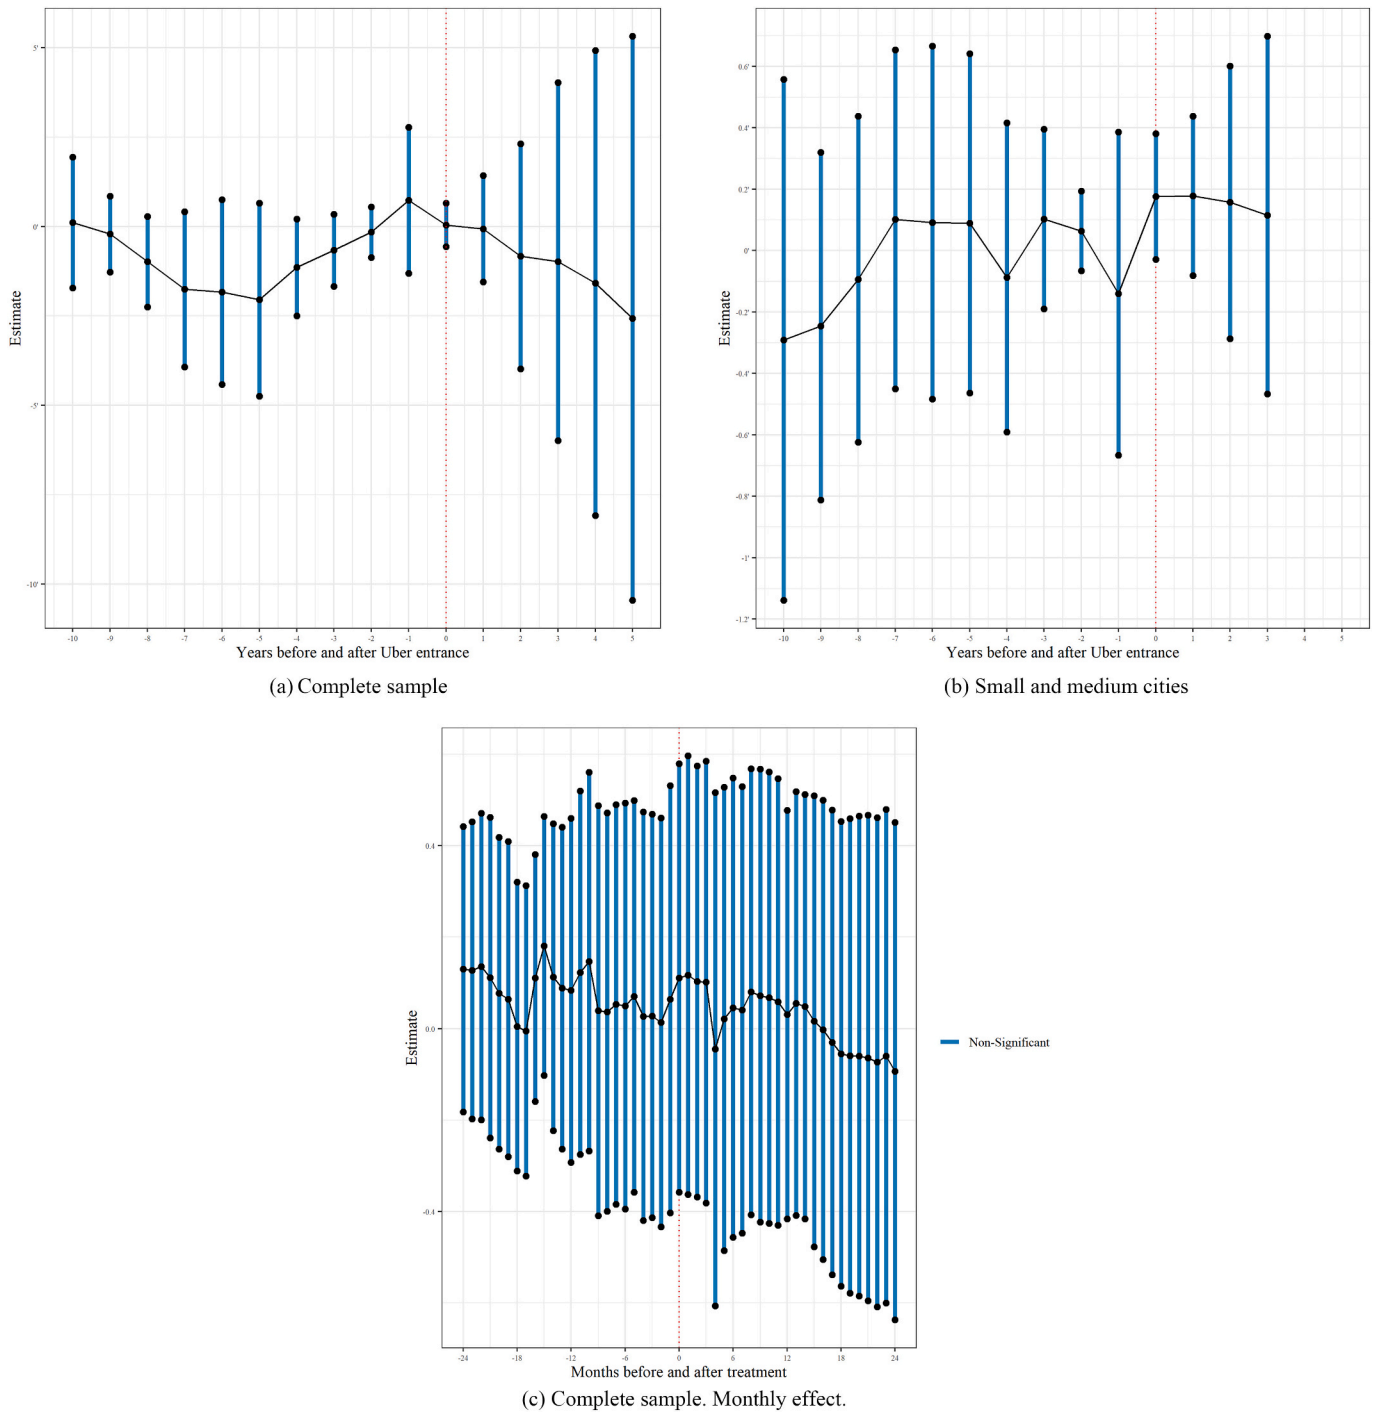 5'
0'
-5'
-10'
Estimate
-10 -9 -8 -7 -6 -5 -4 -3 -2 -1 0 1 2 3 4 5
Years before and after Uber entrance
(a) Complete sample
0.6'
0.4'
0.2'
0'
-0.2'
-0.4'
-0.6'
-0.8'
-1'
-1.2'
Estimate
-10 -9 -8 -7 -6 -5 -4 -3 -2 -1 0 1 2 3 4 5
Years before and after Uber entrance
(b) Small and medium cities
0.4
0.0
-0.4
Estimate
-24 -18 -12 -6 0 6 12 18 24
Months before and after treatment
Non-Significant
(c) Complete sample. Monthly effect.